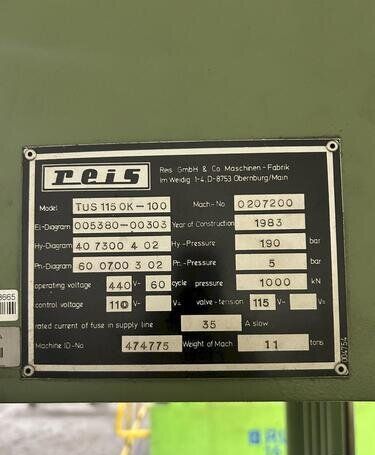 reis
Reis GmbH & Co Maschinen-Fabrik
Im Weidig 1-4, D-8753 Obernburg/Main
Model TUS 115 OK-100 Mach-No 0207200
El-Diagram 005380-00303 Year of Construction 1983
Hy-Diagram 40 7300 4 02 Hy-Pressure 190 bar
Pn-Diagram 60 0700 3 02 Pn-Pressure 5 bar
operating voltage 440 V- 60 cycle pressure 1000 kN
control voltage 110 V- V= valve-tension 115 V- V=
rated current of fuse in supply line 35 A slow
Machine ID-No 474775 Weight of Mach 11 tons
004754
8665